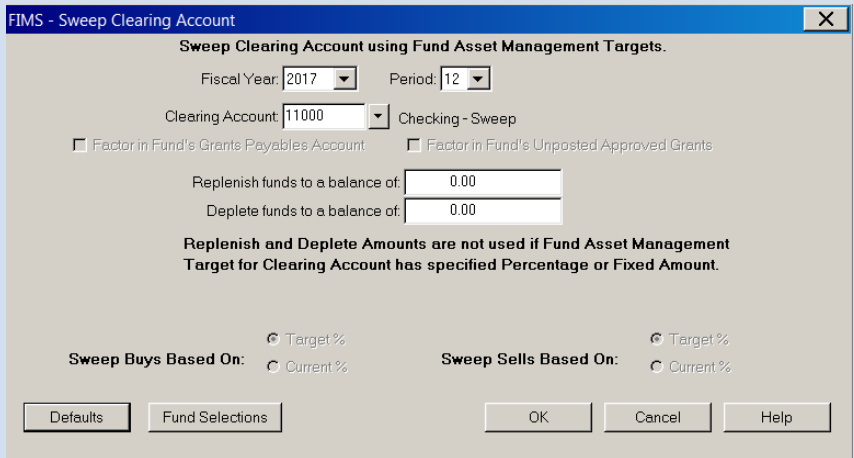 FIMS - Sweep Clearing Account
Sweep Clearing Account using Fund Asset Management Targets.
Fiscal Year: 2017 Period: 12
Clearing Account: 11000 Checking - Sweep
Factor in Fund's Grants Payables Account Factor in Fund's Unposted Approved Grants
Replenish funds to a balance of: 0.00
Deplete funds to a balance of: 0.00
Replenish and Deplete Amounts are not used if Fund Asset Management
Target for Clearing Account has specified Percentage or Fixed Amount.
Sweep Buys Based On: Target % Current %
Sweep Sells Based On: Target % Current %
Defaults Fund Selections OK Cancel Help